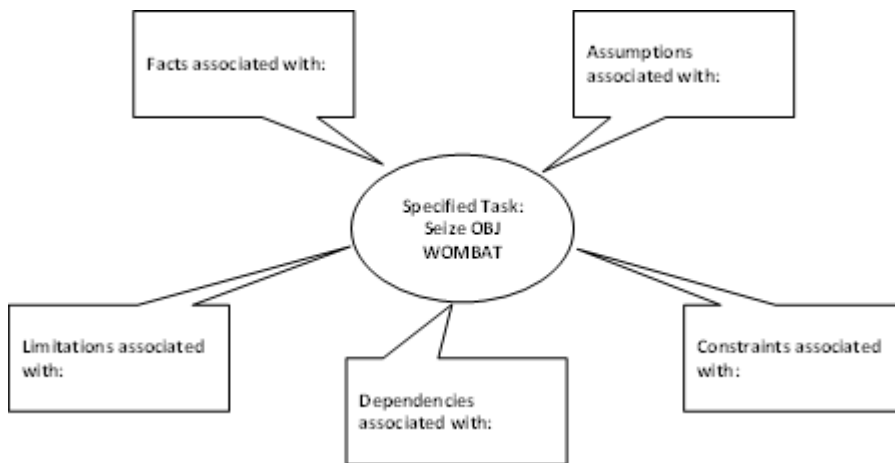 Facts associated with:
Assumptions
associated with:
Specified Task:
Seize OBJ
WOMBAT
Limitations associated
with:
Dependencies
associated with:
Constraints associated
with: